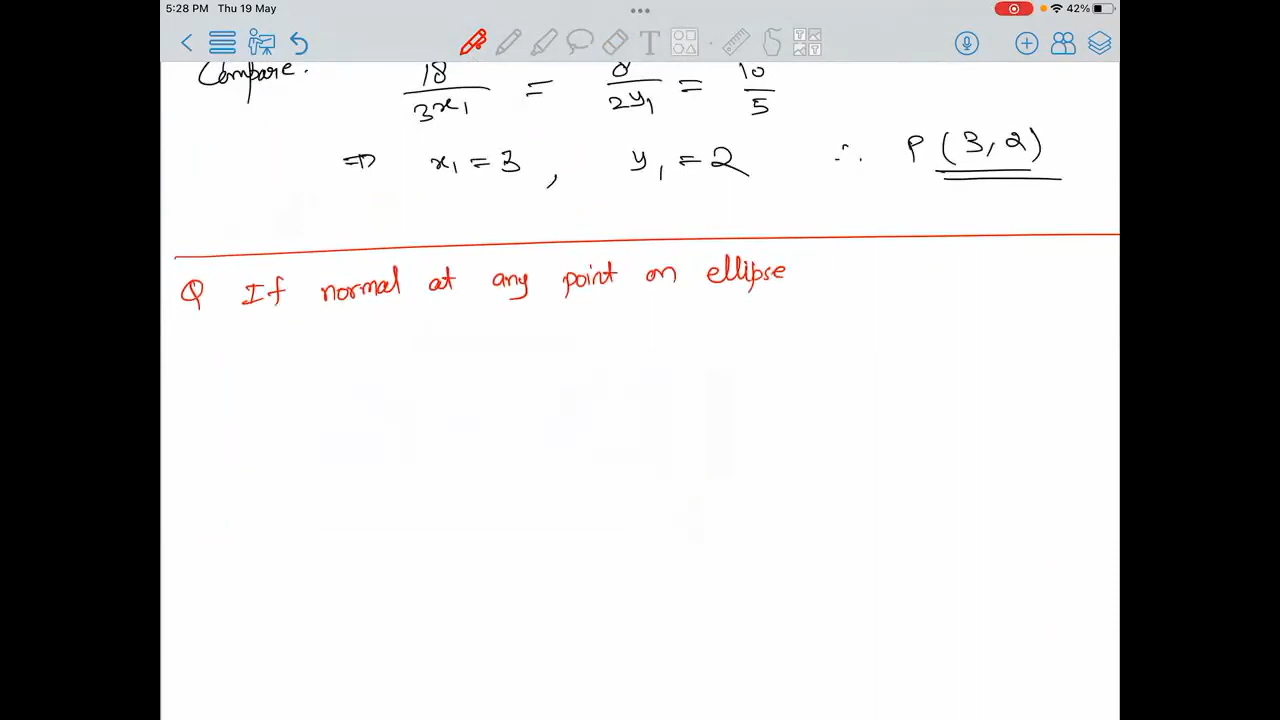 5:28 PM Thu 19 May 42%
T
Compare. 18/3x₁ = 8/2y₁ = 10/5
⇒ x₁ = 3, y₁ = 2 ∴ P (3, 2)
Q If normal at any point on ellipse